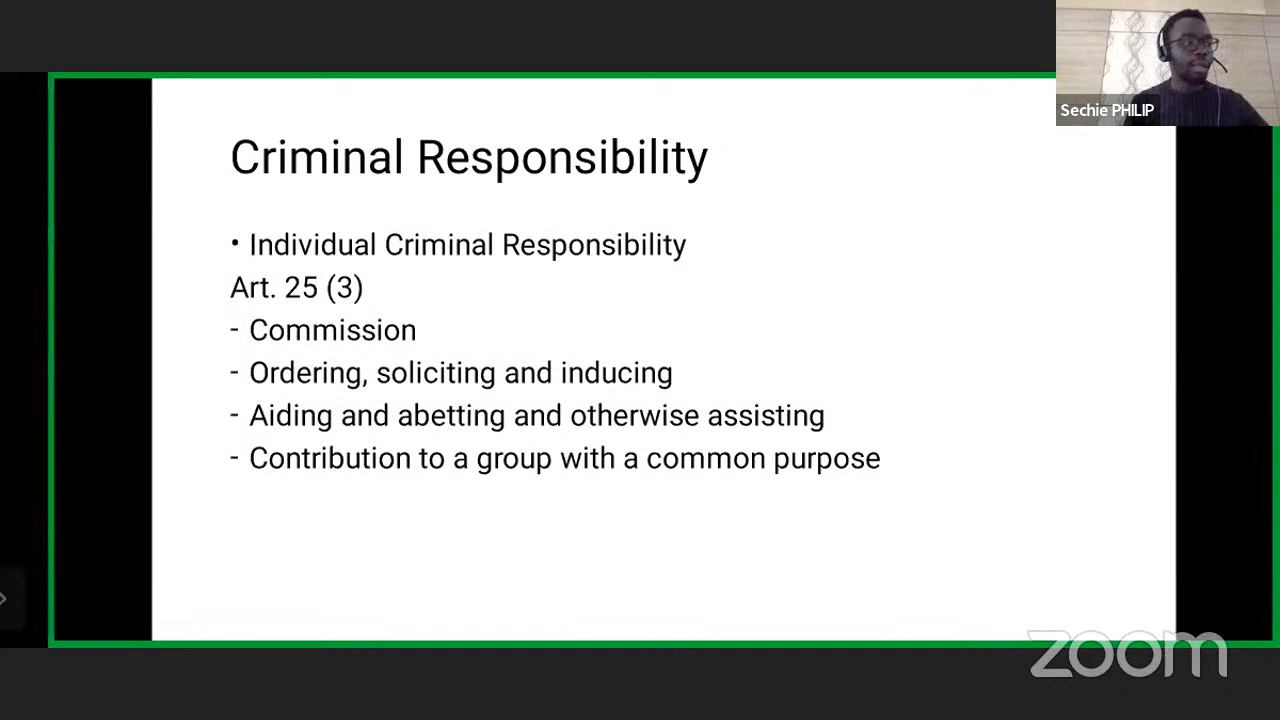 Sechie PHILIP
Criminal Responsibility
• Individual Criminal Responsibility
Art. 25 (3)
- Commission
- Ordering, soliciting and inducing
- Aiding and abetting and otherwise assisting
- Contribution to a group with a common purpose
zoom